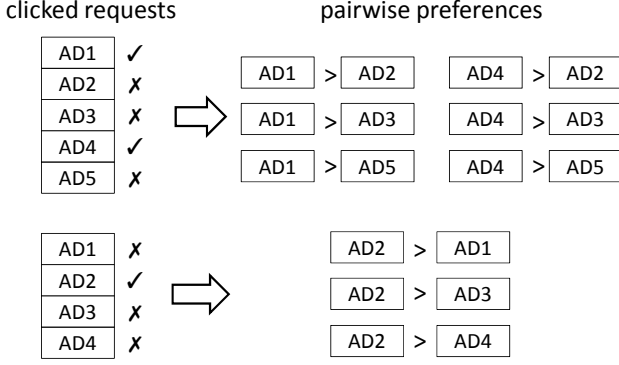 clicked requests pairwise preferences
AD1 ✓
AD2 ✗
AD3 ✗
AD4 ✓
AD5 ✗
AD1 > AD2 AD4 > AD2
AD1 > AD3 AD4 > AD3
AD1 > AD5 AD4 > AD5
AD1 ✗
AD2 ✓
AD3 ✗
AD4 ✗
AD2 > AD1
AD2 > AD3
AD2 > AD4